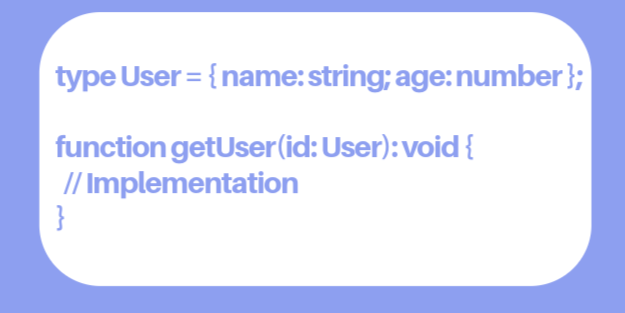 type User = { name: string; age: number };
function getUser(id: User): void {
// Implementation
}